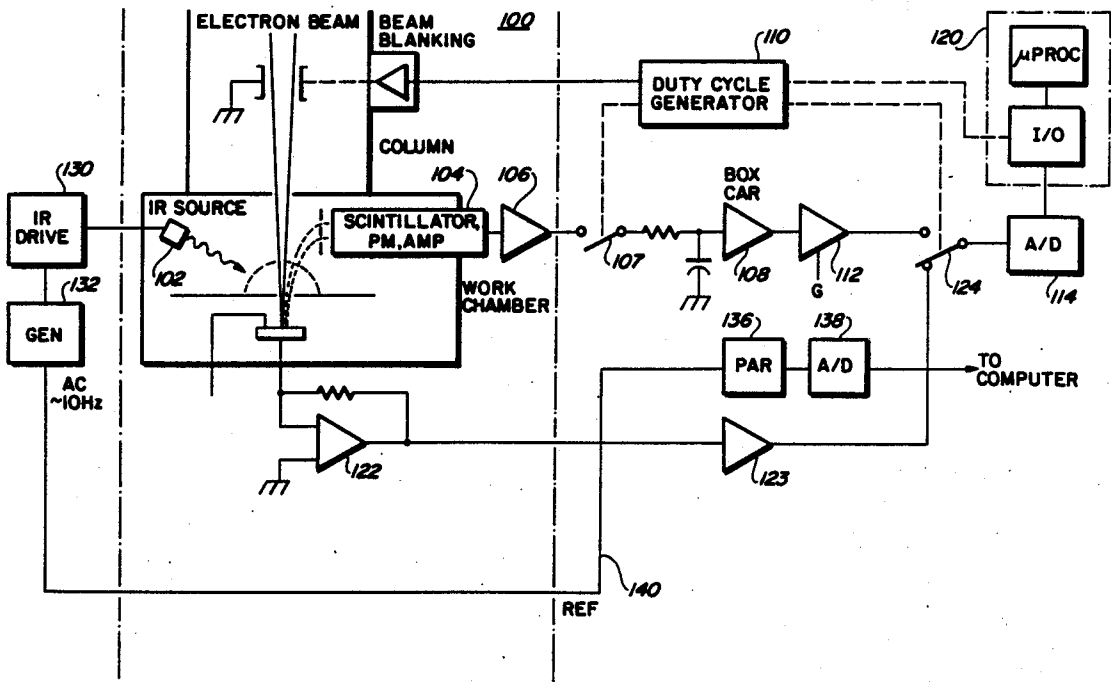 ELECTRON BEAM
BEAM
BLANKING
100
110
120
μPROC
DUTY CYCLE
GENERATOR
I/O
COLUMN
130
104
106
BOX
CAR
IR
DRIVE
IR SOURCE
SCINTILLATOR,
PM, AMP
A/D
102
107
108
112
124
114
G
132
WORK
CHAMBER
GEN
136
138
PAR
A/D
TO
COMPUTER
AC
~10Hz
122
123
140
REF